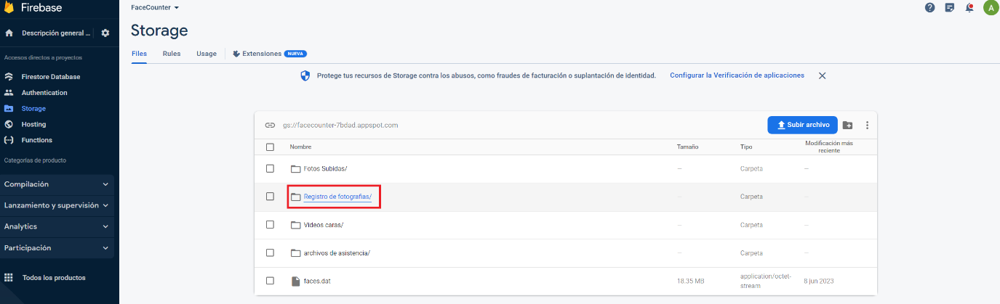 Firebase
FaceCounter
A
Descripción general ...
Storage
Accesos directos a proyectos
Files Rules Usage Extensiones NUEVA
Firestore Database
Protege tus recursos de Storage contra los abusos, como fraudes de facturación o suplantación de identidad. Configurar la Verificación de aplicaciones
Authentication
Storage
Hosting
Functions
gs://facecounter-7bdad.appspot.com
Subir archivo
Nombre Tamaño Tipo Modificación más
reciente
Categorías de producto
Fotos Subidas/ — Carpeta —
Compilación
Registro de fotografias/ — Carpeta —
Lanzamiento y supervisión
Analytics
Videos caras/ — Carpeta —
Participación
archivos de asistencia/ — Carpeta —
Todos los productos
faces.dat 18.35 MB application/octet-
stream 8 jun 2023